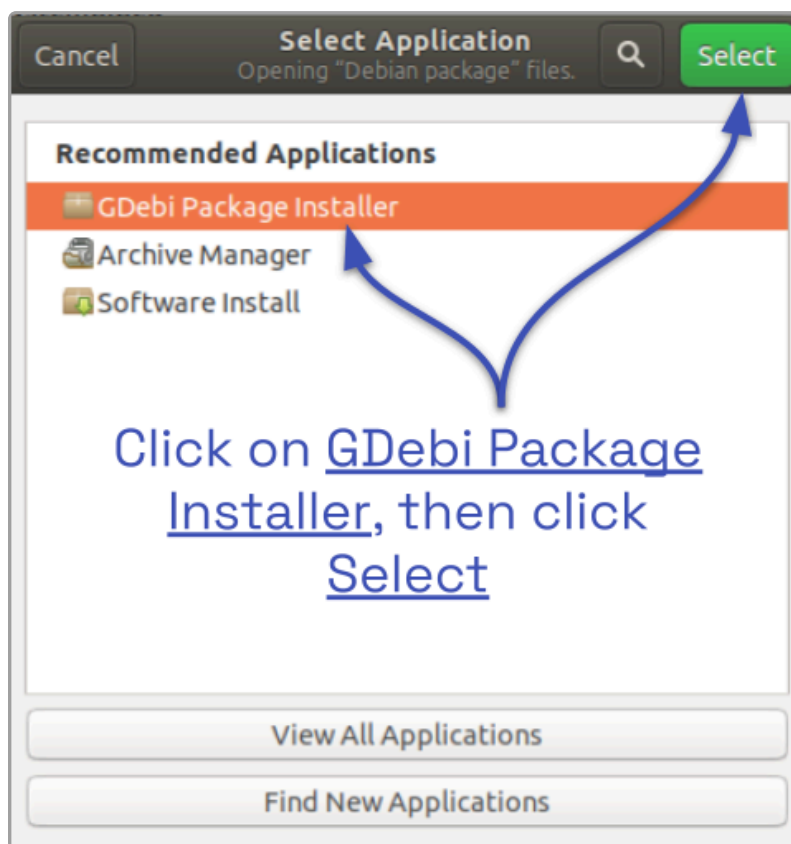 Cancel
Select Application
Opening "Debian package" files.
Select
Recommended Applications
GDebi Package Installer
Archive Manager
Software Install
Click on GDebi Package
Installer, then click
Select
View All Applications
Find New Applications